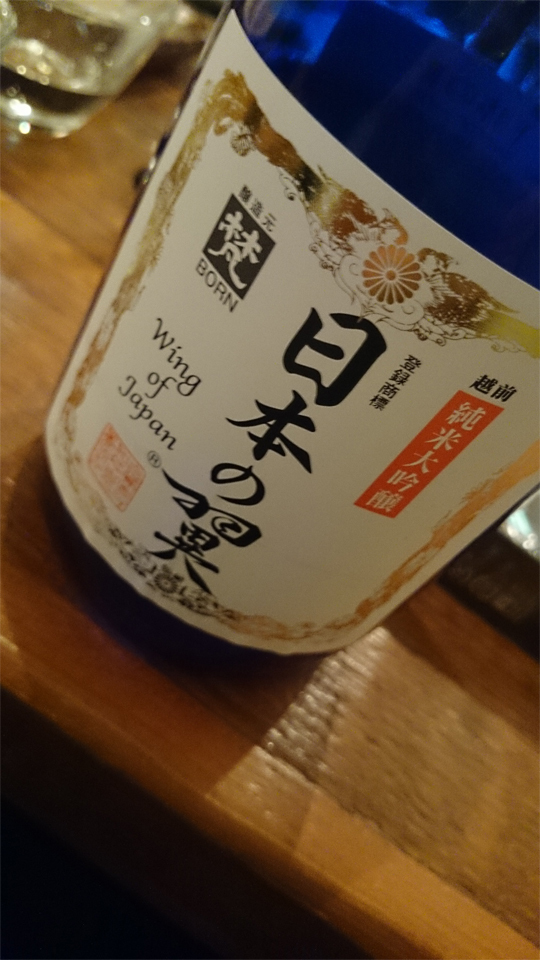 越前
純米大吟醸
登録商標
日本の翼
醸造元
梵
BORN
Wing
of
Japan
®